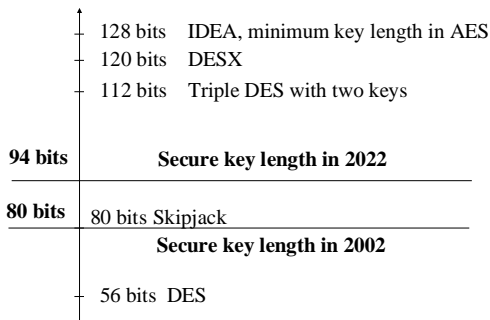 128 bits IDEA, minimum key length in AES
120 bits DESX
112 bits Triple DES with two keys
94 bits Secure key length in 2022
80 bits
80 bits Skipjack
Secure key length in 2002
56 bits DES